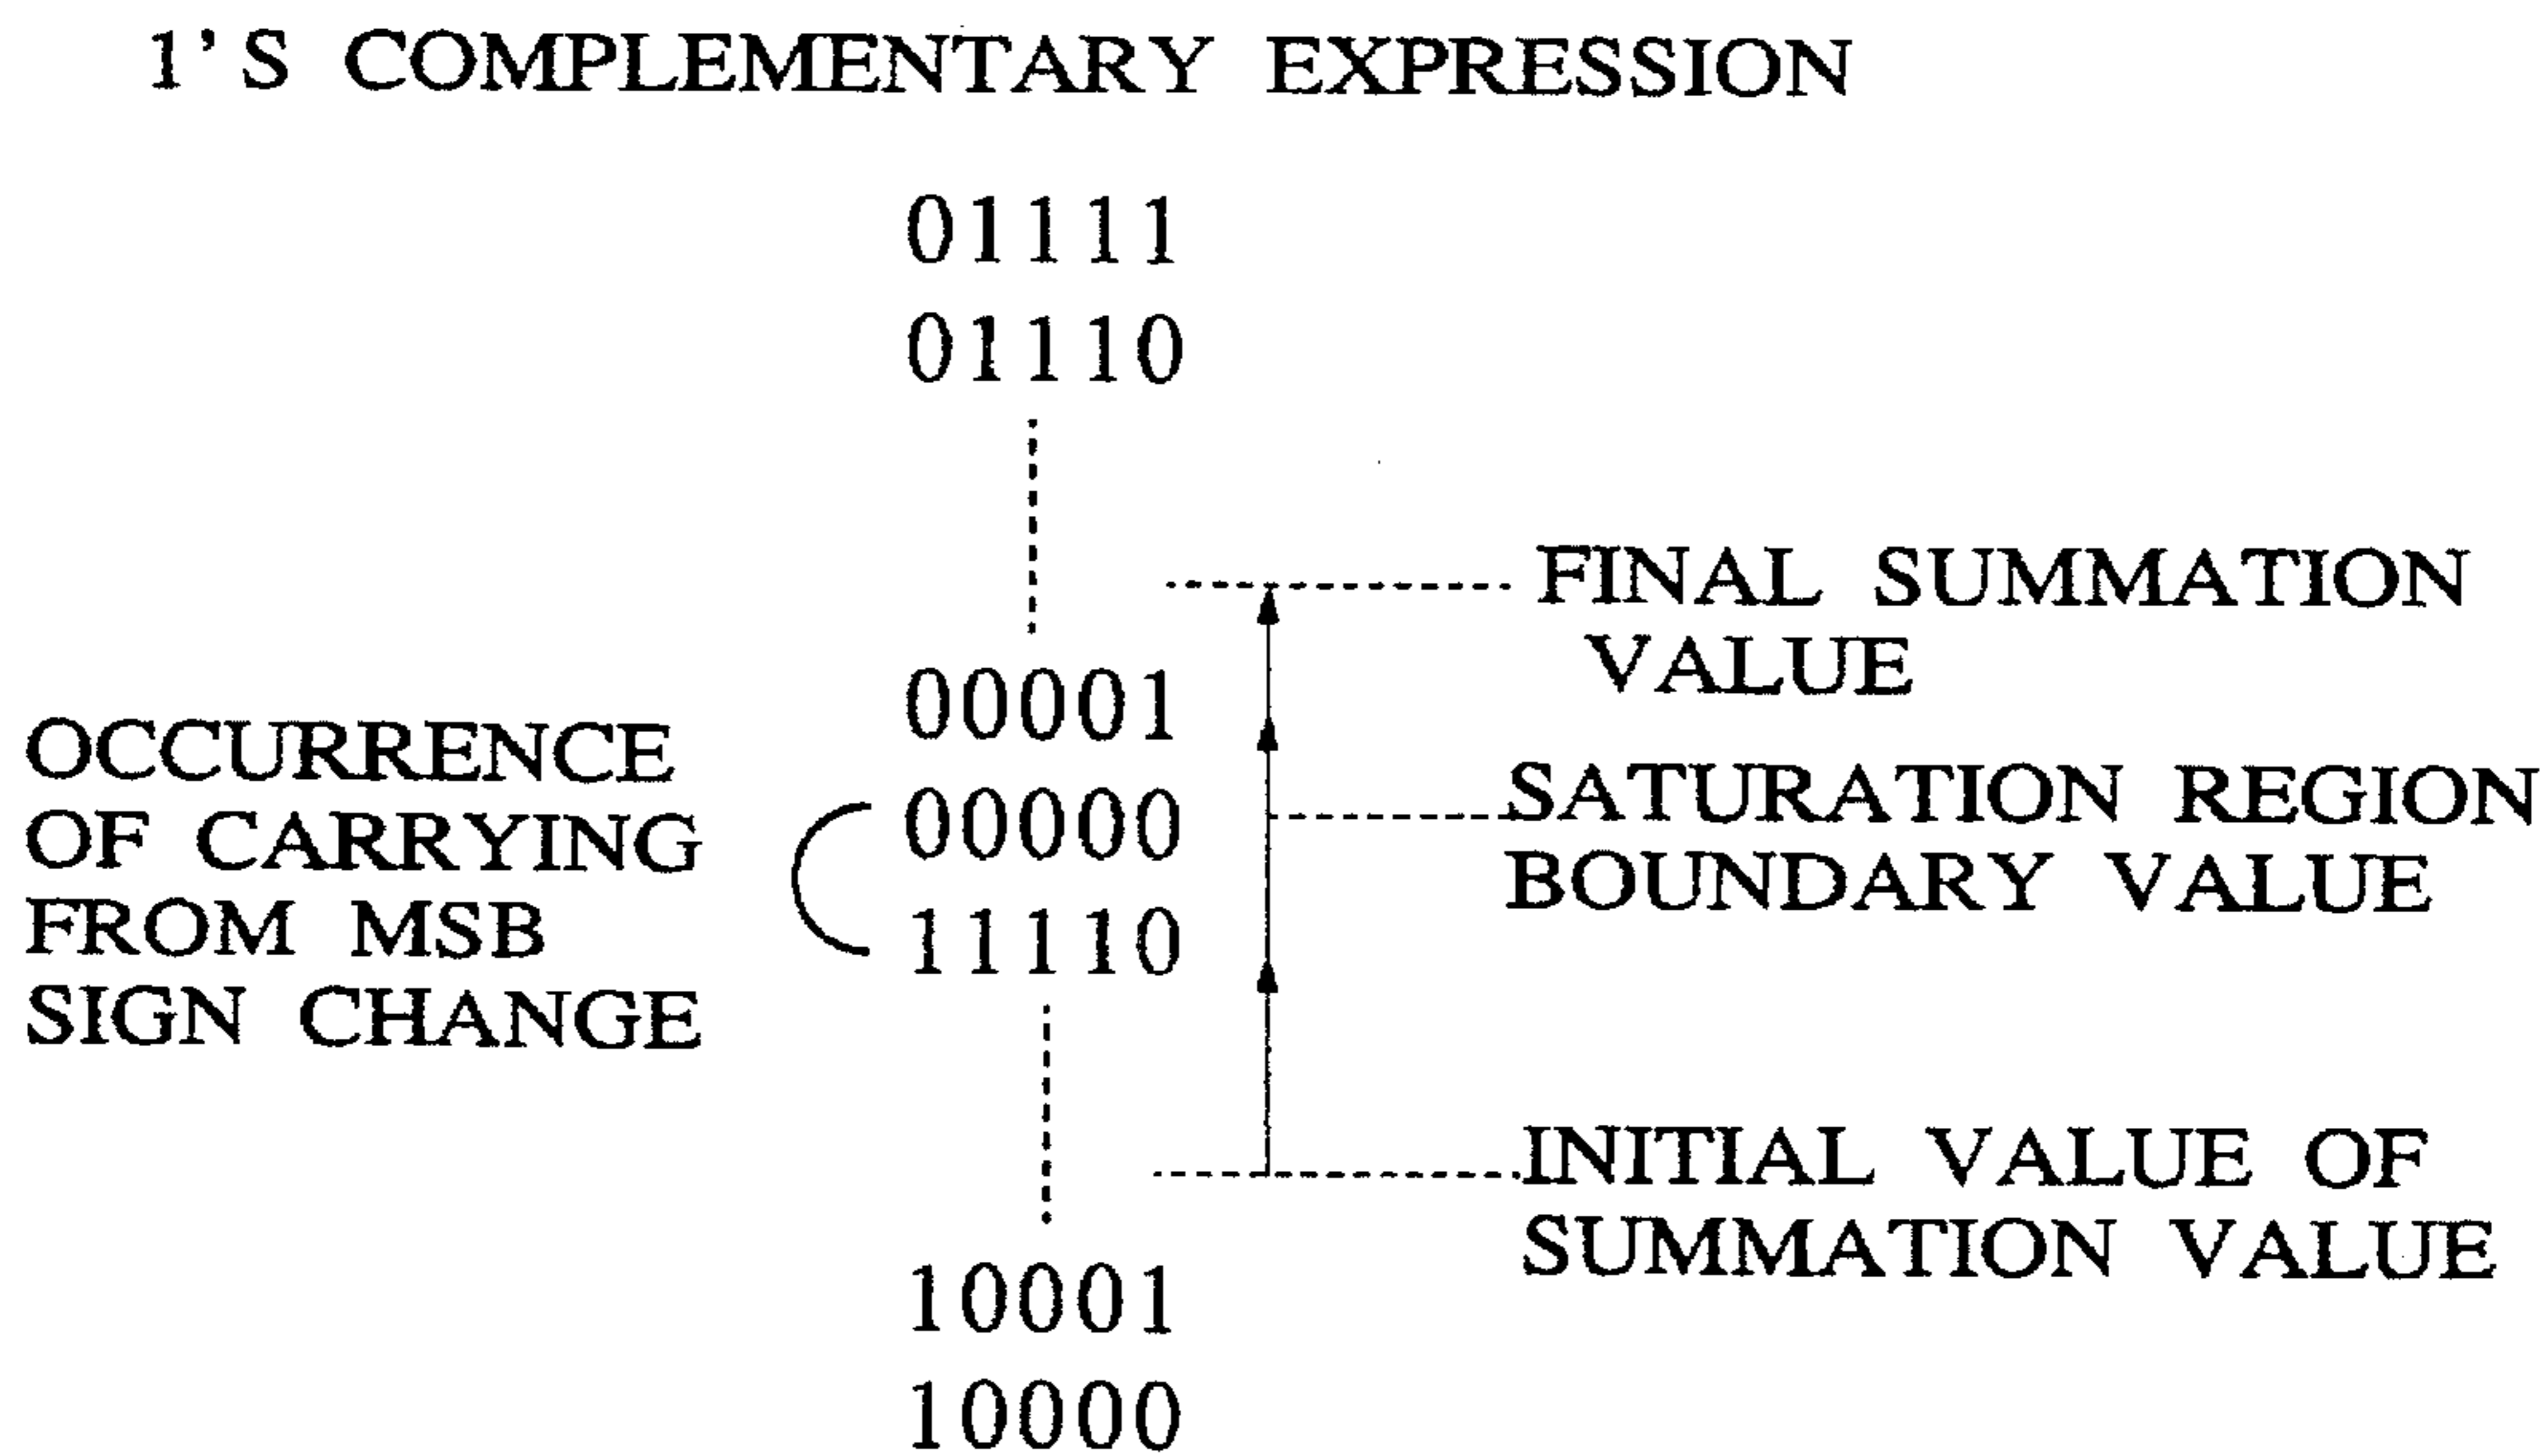 1'S COMPLEMENTARY EXPRESSION
01111
01110
FINAL SUMMATION
VALUE
00001
OCCURRENCE
OF CARRYING
FROM MSB
SIGN CHANGE
00000
11110
SATURATION REGION
BOUNDARY VALUE
INITIAL VALUE OF
SUMMATION VALUE
10001
10000